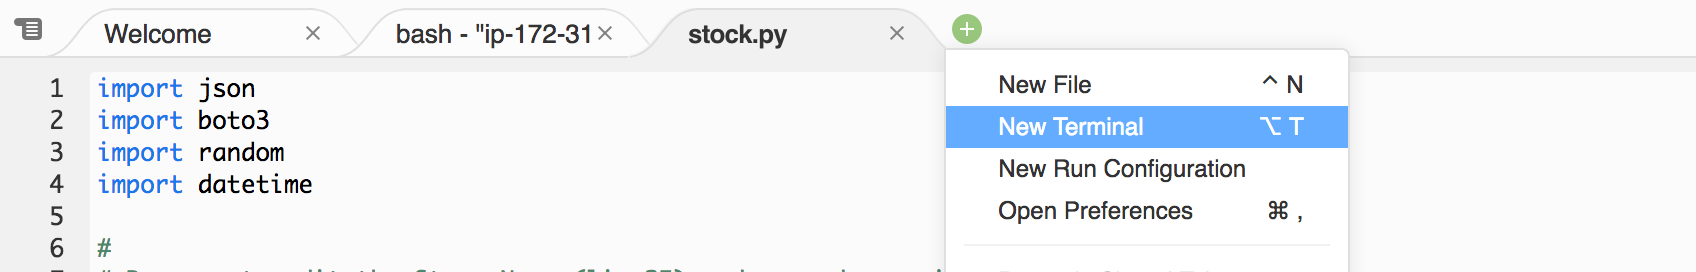 Welcome
bash - "ip-172-31
stock.py
New File ^ N
New Terminal ⌥ T
New Run Configuration
Open Preferences ⌘ ,
1 import json
2 import boto3
3 import random
4 import datetime
5
6 #